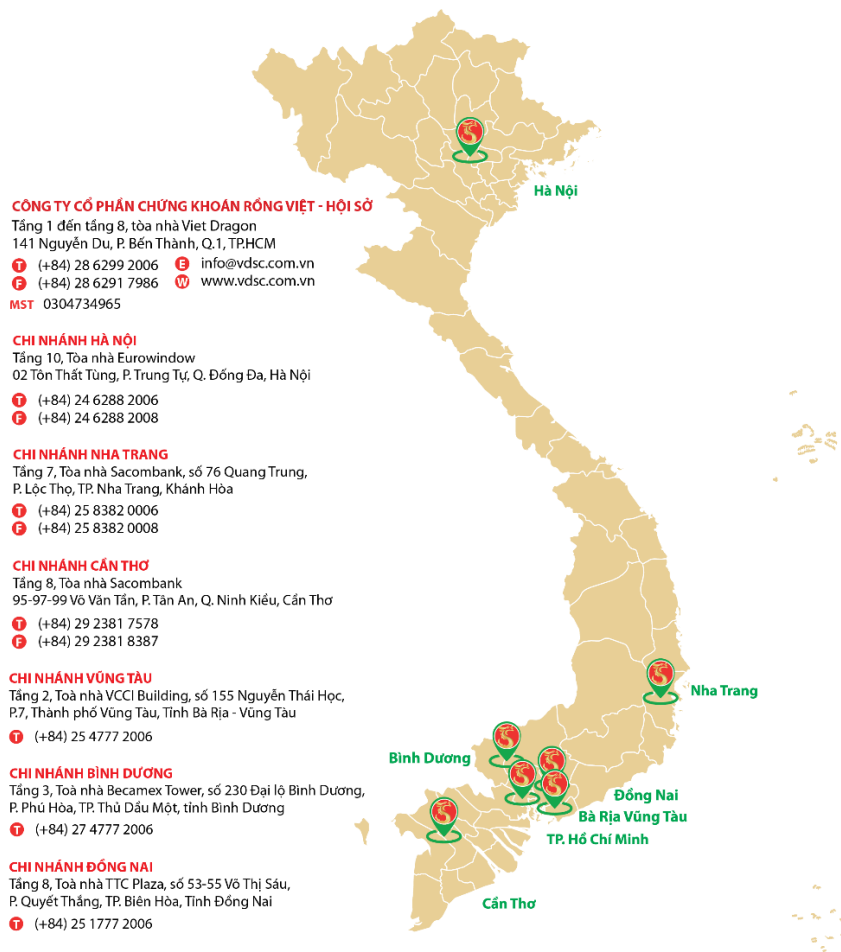 CÔNG TY CỔ PHẦN CHỨNG KHOÁN RỒNG VIỆT - HỘI SỞ
Tầng 1 đến tầng 8, tòa nhà Viet Dragon
141 Nguyễn Du, P. Bến Thành, Q.1, TP.HCM
T (+84) 28 6299 2006 E info@vdsc.com.vn
F (+84) 28 6291 7986 W www.vdsc.com.vn
MST 0304734965
CHI NHÁNH HÀ NỘI
Tầng 10, Tòa nhà Eurowindow
02 Tôn Thất Tùng, P. Trung Tự, Q. Đống Đa, Hà Nội
T (+84) 24 6288 2006
F (+84) 24 6288 2008
CHI NHÁNH NHA TRANG
Tầng 7, Tòa nhà Sacombank, số 76 Quang Trung,
P. Lộc Thọ, TP. Nha Trang, Khánh Hòa
T (+84) 25 8382 0006
F (+84) 25 8382 0008
CHI NHÁNH CẦN THƠ
Tầng 8, Tòa nhà Sacombank
95-97-99 Võ Văn Tần, P. Tân An, Q. Ninh Kiều, Cần Thơ
T (+84) 29 2381 7578
F (+84) 29 2381 8387
CHI NHÁNH VŨNG TÀU
Tầng 2, Toà nhà VCCI Building, số 155 Nguyễn Thái Học,
P.7, Thành phố Vũng Tàu, Tỉnh Bà Rịa - Vũng Tàu
T (+84) 25 4777 2006
CHI NHÁNH BÌNH DƯƠNG
Tầng 3, Toà nhà Becamex Tower, số 230 Đại lộ Bình Dương,
P. Phú Hòa, TP. Thủ Dầu Một, tỉnh Bình Dương
T (+84) 27 4777 2006
CHI NHÁNH ĐỒNG NAI
Tầng 8, Toà nhà TTC Plaza, số 53-55 Võ Thị Sáu,
P. Quyết Thắng, TP. Biên Hòa, Tỉnh Đồng Nai
T (+84) 25 1777 2006
Hà Nội
Nha Trang
Bình Dương
Đồng Nai
Bà Rịa Vũng Tàu
TP. Hồ Chí Minh
Cần Thơ